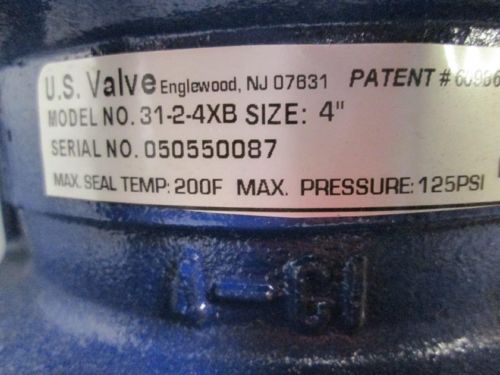 U.S. Valve Englewood, NJ 07631 PATENT #
MODEL NO. 31-2-4XB SIZE: 4"
SERIAL NO. 050550087
MAX. SEAL TEMP: 200F MAX. PRESSURE: 125PSI